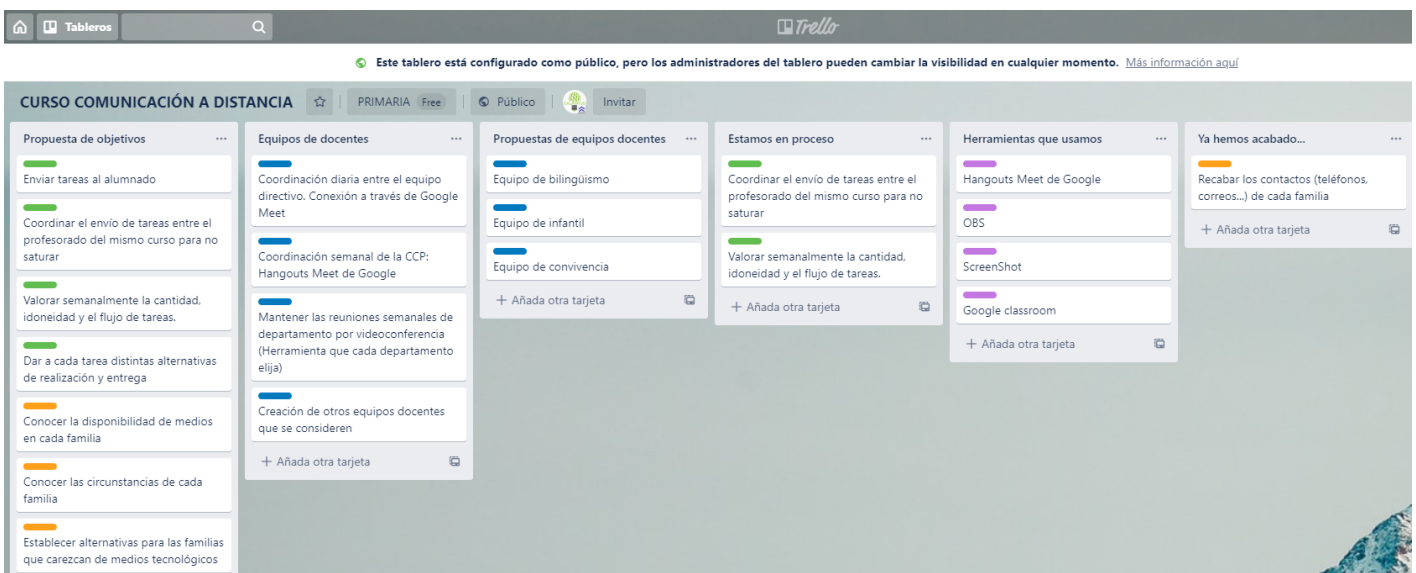 Tableros
Trello
Este tablero está configurado como público, pero los administradores del tablero pueden cambiar la visibilidad en cualquier momento. Más información aquí
CURSO COMUNICACIÓN A DISTANCIA
PRIMARIA Free
Público
Invitar
Propuesta de objetivos
Enviar tareas al alumnado
Coordinar el envío de tareas entre el
profesorado del mismo curso para no
saturar
Valorar semanalmente la cantidad,
idoneidad y el flujo de tareas.
Dar a cada tarea distintas alternativas
de realización y entrega
Conocer la disponibilidad de medios
en cada familia
Conocer las circunstancias de cada
familia
Establecer alternativas para las familias
que carezcan de medios tecnológicos
Equipos de docentes
Coordinación diaria entre el equipo
directivo. Conexión a través de Google
Meet
Coordinación semanal de la CCP:
Hangouts Meet de Google
Mantener las reuniones semanales de
departamento por videoconferencia
(Herramienta que cada departamento
elija)
Creación de otros equipos docentes
que se consideren
+ Añada otra tarjeta
Propuestas de equipos docentes
Equipo de bilingüismo
Equipo de infantil
Equipo de convivencia
+ Añada otra tarjeta
Estamos en proceso
Coordinar el envío de tareas entre el
profesorado del mismo curso para no
saturar
Valorar semanalmente la cantidad,
idoneidad y el flujo de tareas.
+ Añada otra tarjeta
Herramientas que usamos
Hangouts Meet de Google
OBS
ScreenShot
Google classroom
+ Añada otra tarjeta
Ya hemos acabado...
Recabar los contactos (teléfonos,
correos...) de cada familia
+ Añada otra tarjeta